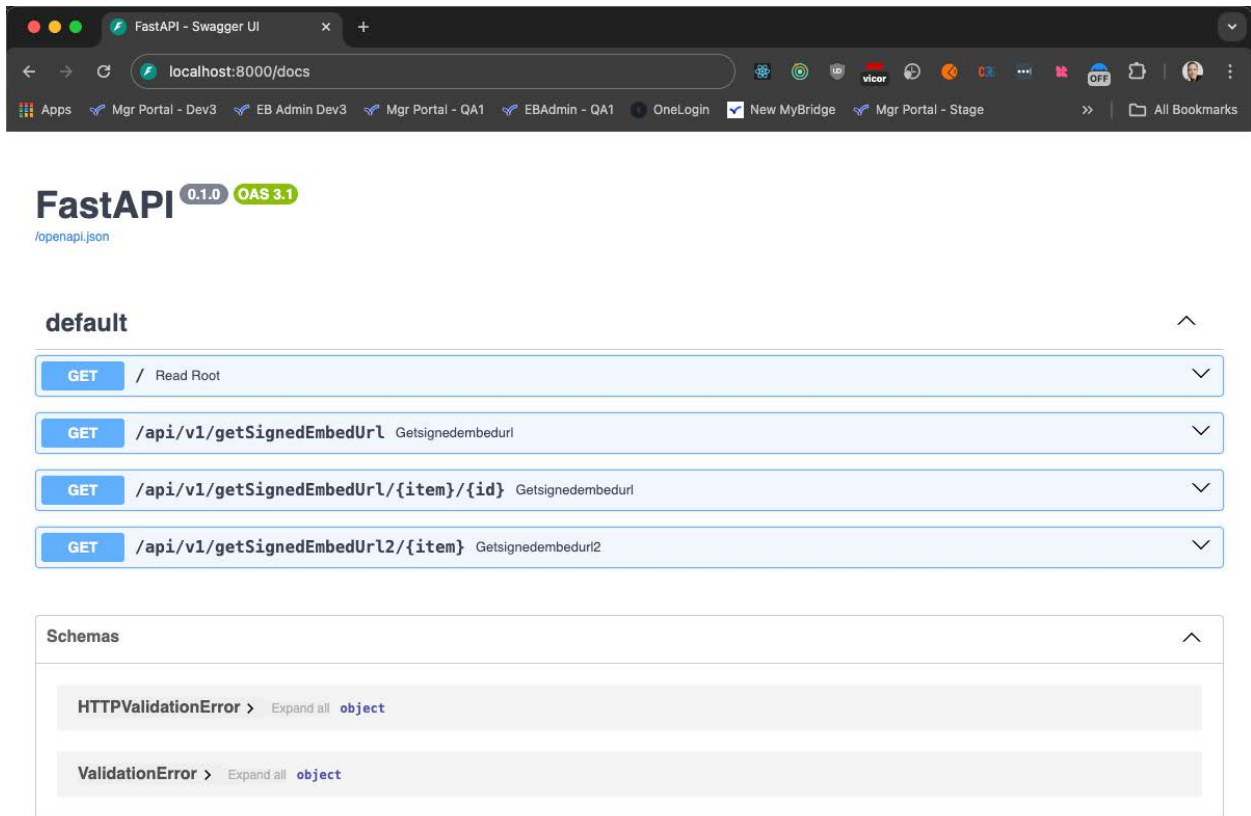 FastAPI - Swagger UI
localhost:8000/docs
vicor
OFF
Apps Mgr Portal - Dev3 EB Admin Dev3 Mgr Portal - QA1 EBAdmin - QA1 OneLogin New MyBridge Mgr Portal - Stage » All Bookmarks
FastAPI 0.1.0 OAS 3.1
/openapi.json
default
GET / Read Root
GET /api/v1/getSignedEmbedUrl Getsignedembedurl
GET /api/v1/getSignedEmbedUrl/{item}/{id} Getsignedembedurl
GET /api/v1/getSignedEmbedUrl2/{item} Getsignedembedurl2
Schemas
HTTPValidationError > Expand all object
ValidationError > Expand all object